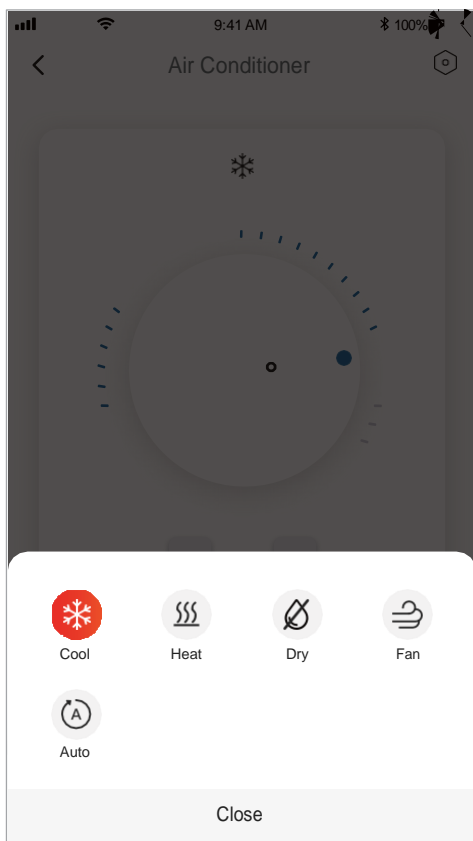 9:41 AM 100%
Air Conditioner
Cool Heat Dry Fan
A
Auto
Close